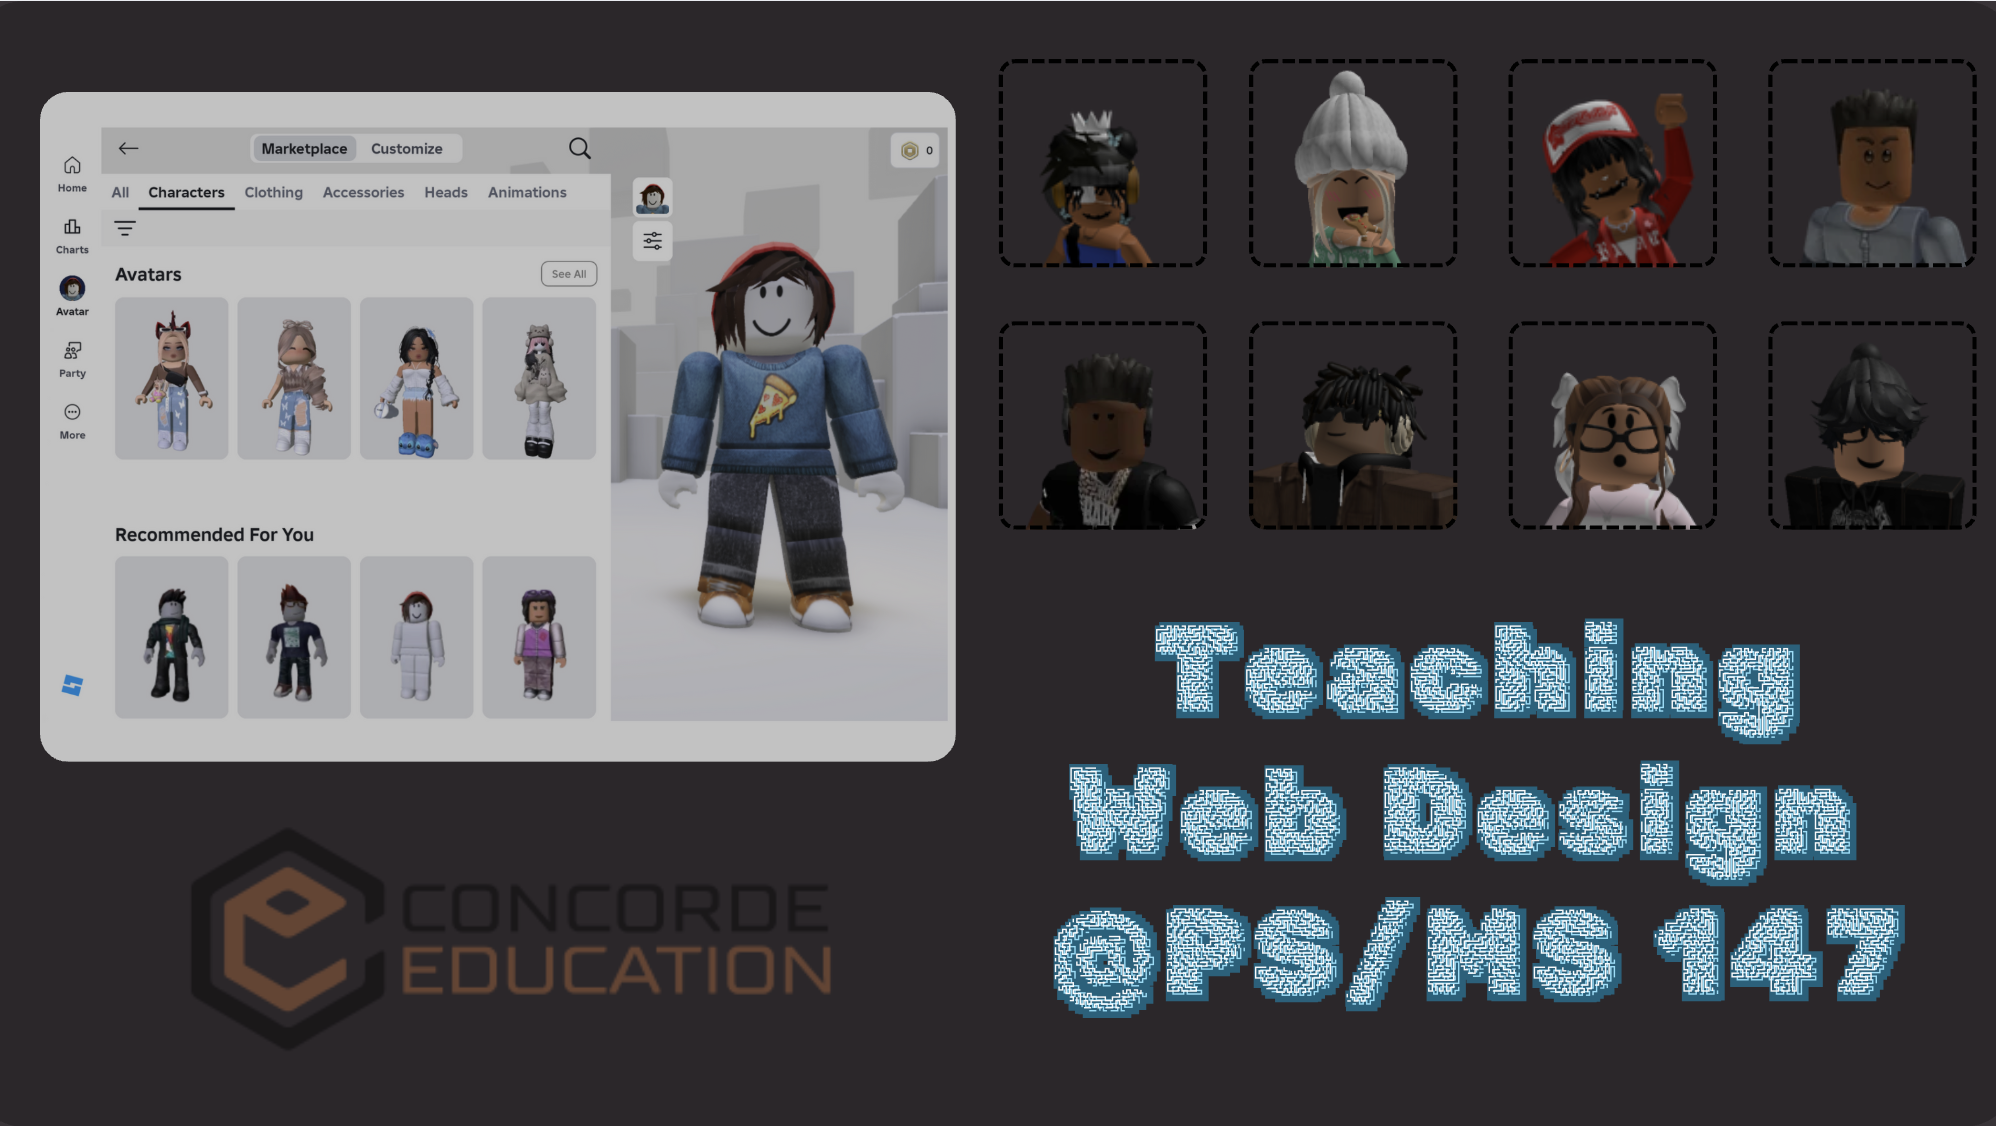 Marketplace Customize
0
Home
All Characters Clothing Accessories Heads Animations
Charts
Avatars See All
Avatar
Party
More
Recommended For You
CONCORDE
EDUCATION
Teaching
Web Design
@PS/MS 147